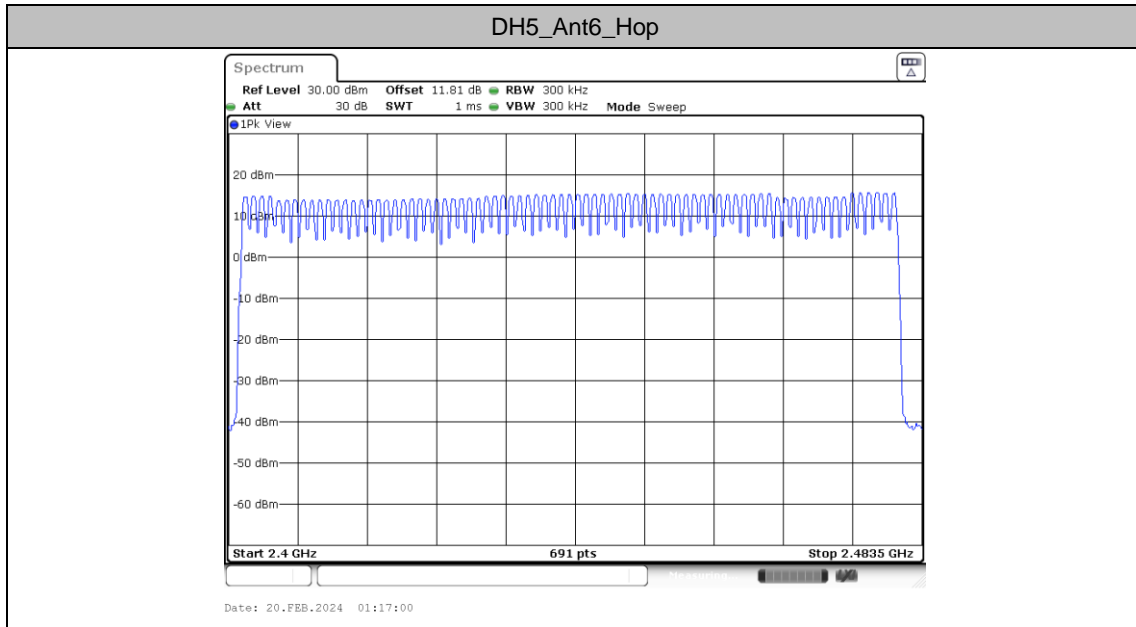 DH5_Ant6_Hop
Spectrum
Ref Level 30.00 dBm Offset 11.81 dB RBW 300 kHz
Att 30 dB SWT 1 ms VBW 300 kHz Mode Sweep
1Pk View
20 dBm
10 dBm
0 dBm
-10 dBm
-20 dBm
-30 dBm
-40 dBm
-50 dBm
-60 dBm
Start 2.4 GHz 691 pts Stop 2.4835 GHz
Measuring...
Date: 20.FEB.2024 01:17:00